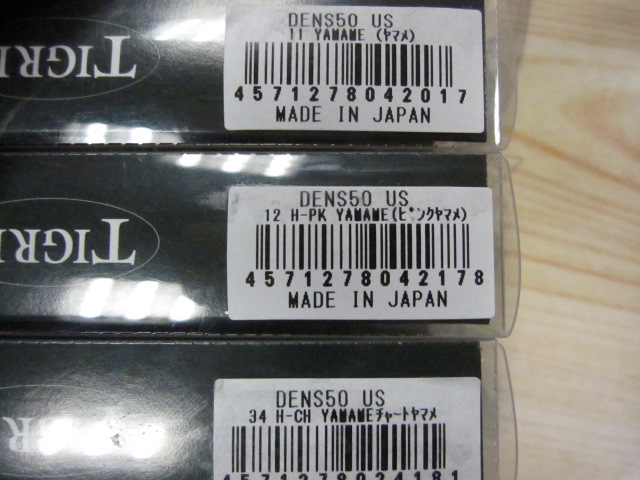 DENS50 US
11 YAMAME (ヤマメ)
4571278042017
MADE IN JAPAN
TIGR
DENS50 US
12 H-PK YAMAME(ピンクヤマメ)
4571278042178
MADE IN JAPAN
TIGR
DENS50 US
34 H-CH YAMAMEチャートヤマメ